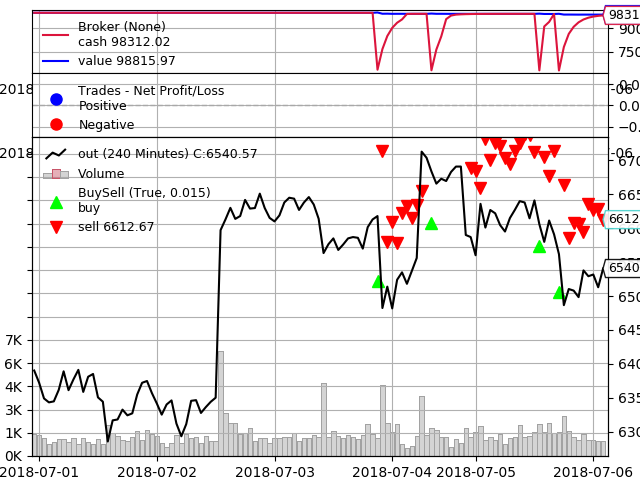 Broker (None)
cash 98312.02
value 98815.97
9831
900
750
2018
-06
Trades - Net Profit/Loss
Positive
Negative
0.0
0.0
2018
-06
out (240 Minutes) C:6540.57
Volume
BuySell (True, 0.015)
buy
sell 6612.67
670
665
6612
6540
650
645
640
635
630
7K
6K
4K
3K
1K
0K
2018-07-01
2018-07-02
2018-07-03
2018-07-04
2018-07-05
2018-07-06